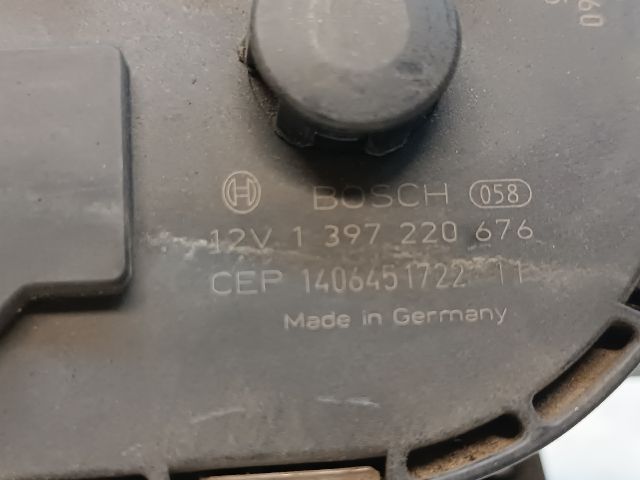 BOSCH 058
12V 1 397 220 676
CEP 1406451722 11
Made in Germany